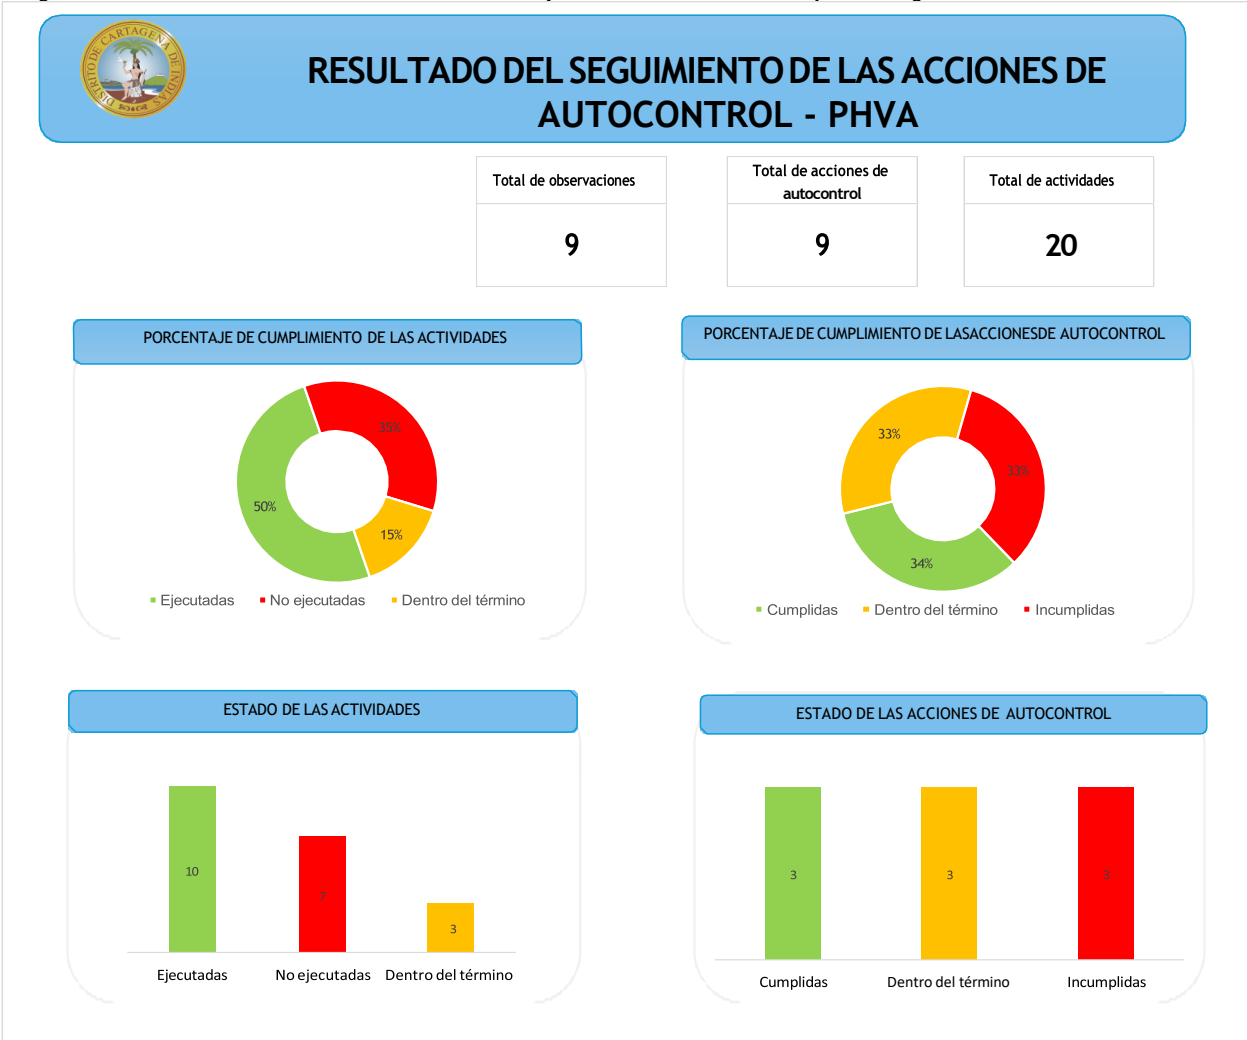 DISTRITO DE CARTAGENA DE INDIAS
RESULTADO DEL SEGUIMIENTO DE LAS ACCIONES DE
AUTOCONTROL - PHVA
Total de observaciones
9
Total de acciones de
autocontrol
9
Total de actividades
20
PORCENTAJE DE CUMPLIMIENTO DE LAS ACTIVIDADES
35%
50%
15%
Ejecutadas No ejecutadas Dentro del término
PORCENTAJE DE CUMPLIMIENTO DE LASACCIONESDE AUTOCONTROL
33%
33%
34%
Cumplidas Dentro del término Incumplidas
ESTADO DE LAS ACTIVIDADES
10
7
3
Ejecutadas No ejecutadas Dentro del término
ESTADO DE LAS ACCIONES DE AUTOCONTROL
3 3 3
Cumplidas Dentro del término Incumplidas